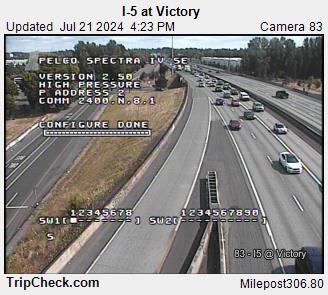 I-5 at Victory
Updated Jul 21 2024 4:23 PM Camera 83
PELCO SPECTRA IV SE
VERSION 2.50
HIGH PRESSURE
P ADDRESS 2
COMM 2400,N,8,1
CONFIGURE DONE
12345678 1234567890
SW1[ ] SW2[ ]
S
83 - I5 @ Victory
TripCheck.com Milepost306.80